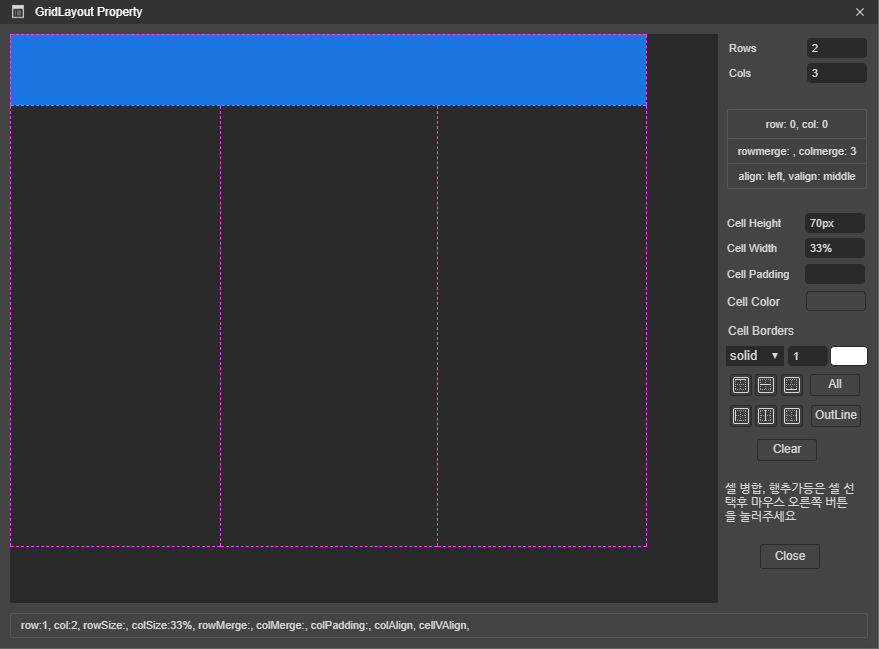 GridLayout Property
Rows 2
Cols 3
row: 0, col: 0
rowmerge: , colmerge: 3
align: left, valign: middle
Cell Height 70px
Cell Width 33%
Cell Padding
Cell Color
Cell Borders
solid 1
All
OutLine
Clear
셀 병합, 행추가등은 셀 선
택후 마우스 오른쪽 버튼
을 눌러주세요
Close
row:1, col:2, rowSize:, colSize:33%, rowMerge:, colMerge:, colPadding:, colAlign, cellVAlign,